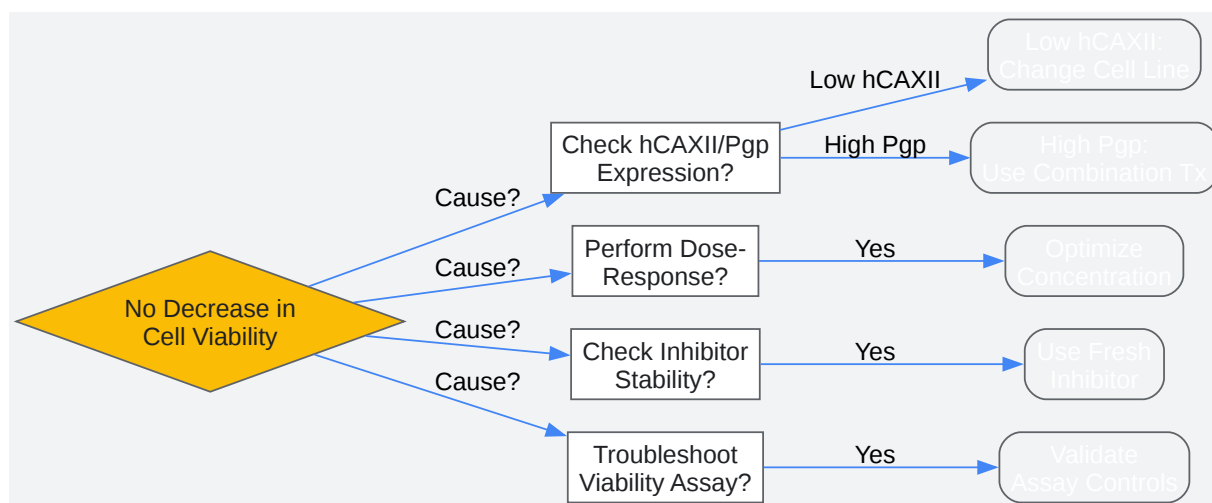 No Decrease in
Cell Viability
Cause?
Cause?
Cause?
Cause?
Check hCAXII/Pgp
Expression?
Perform Dose-
Response?
Check Inhibitor
Stability?
Troubleshoot
Viability Assay?
Low hCAXII
High Pgp
Yes
Yes
Yes
Low hCAXII:
Change Cell Line
High Pgp:
Use Combination Tx
Optimize
Concentration
Use Fresh
Inhibitor
Validate
Assay Controls